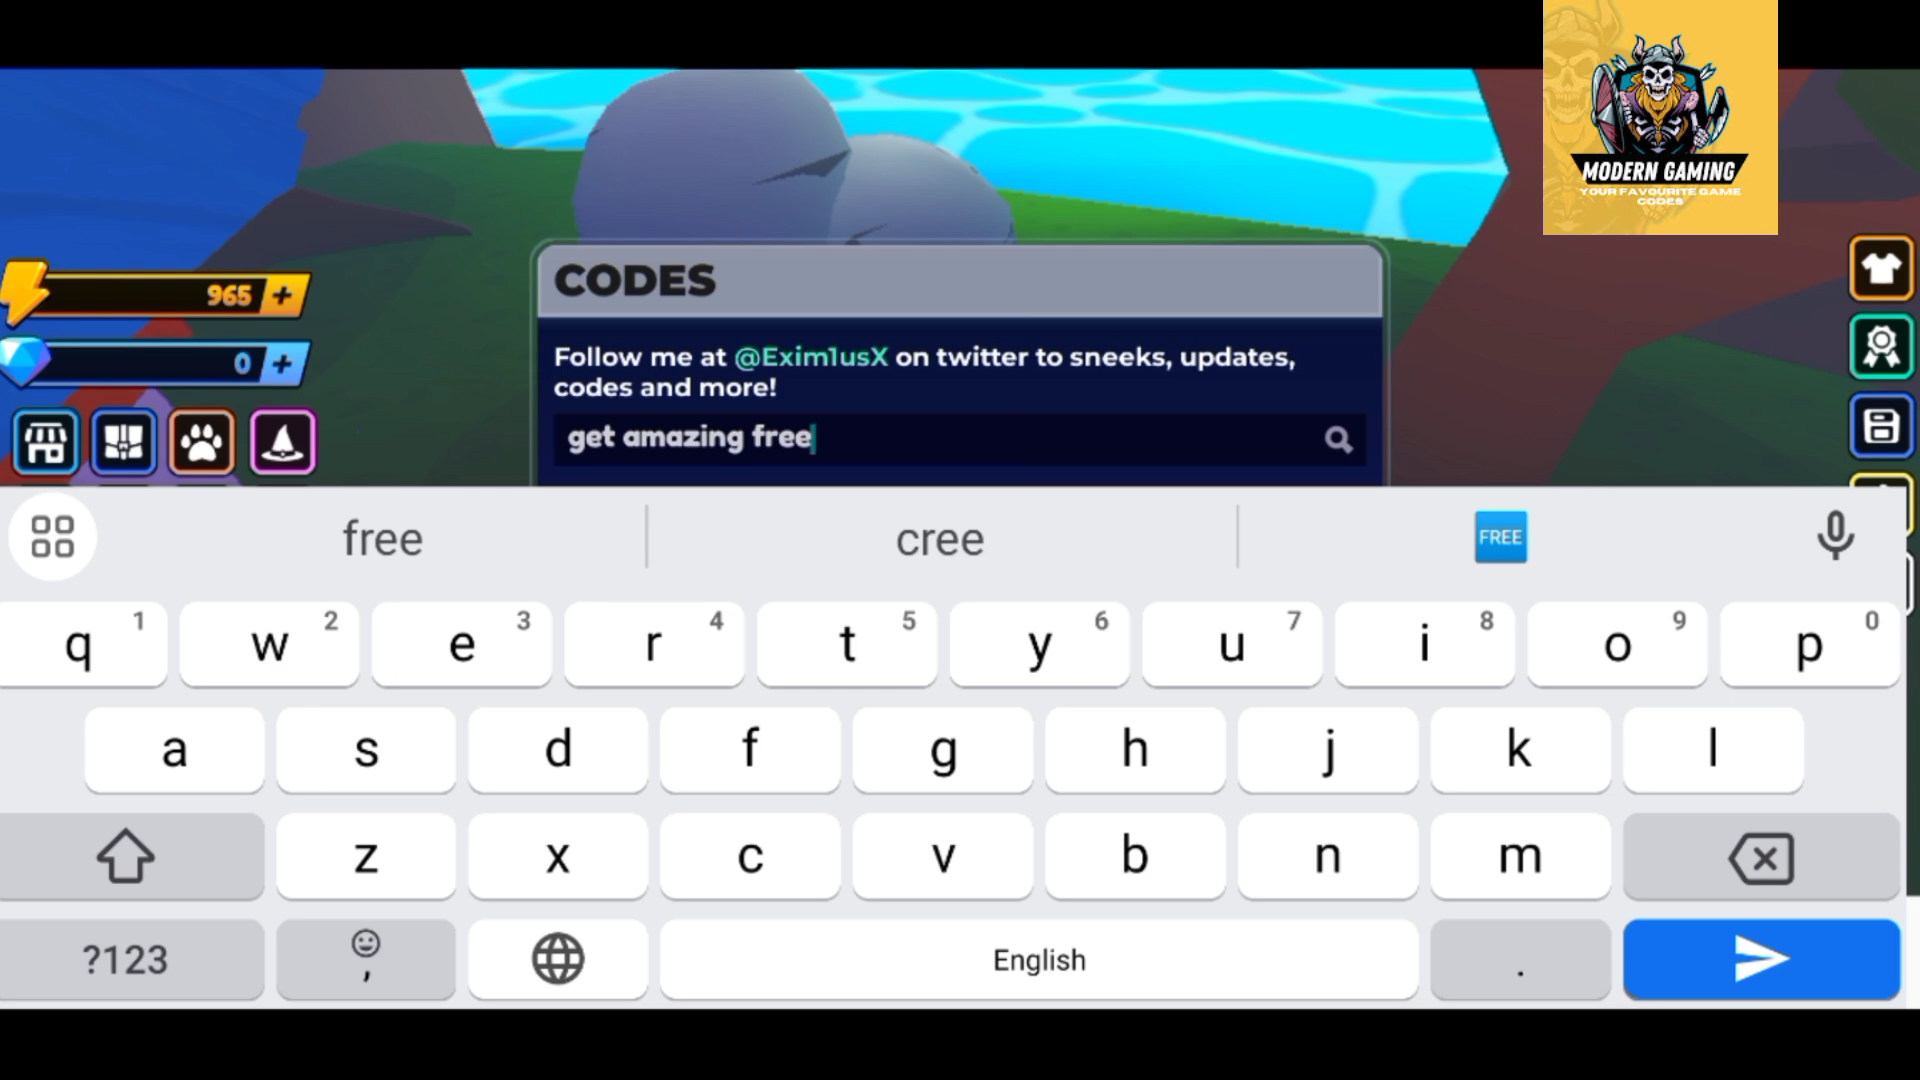 MODERN GAMING
YOUR FAVOURITE GAME
CODES
965 +
0 +
CODES
Follow me at @Exim1usX on twitter to sneeks, updates,
codes and more!
get amazing free
free cree FREE
q 1 w 2 e 3 r 4 t 5 y 6 u 7 i 8 o 9 p 0
a s d f g h j k l
z x c v b n m
?123 , English .